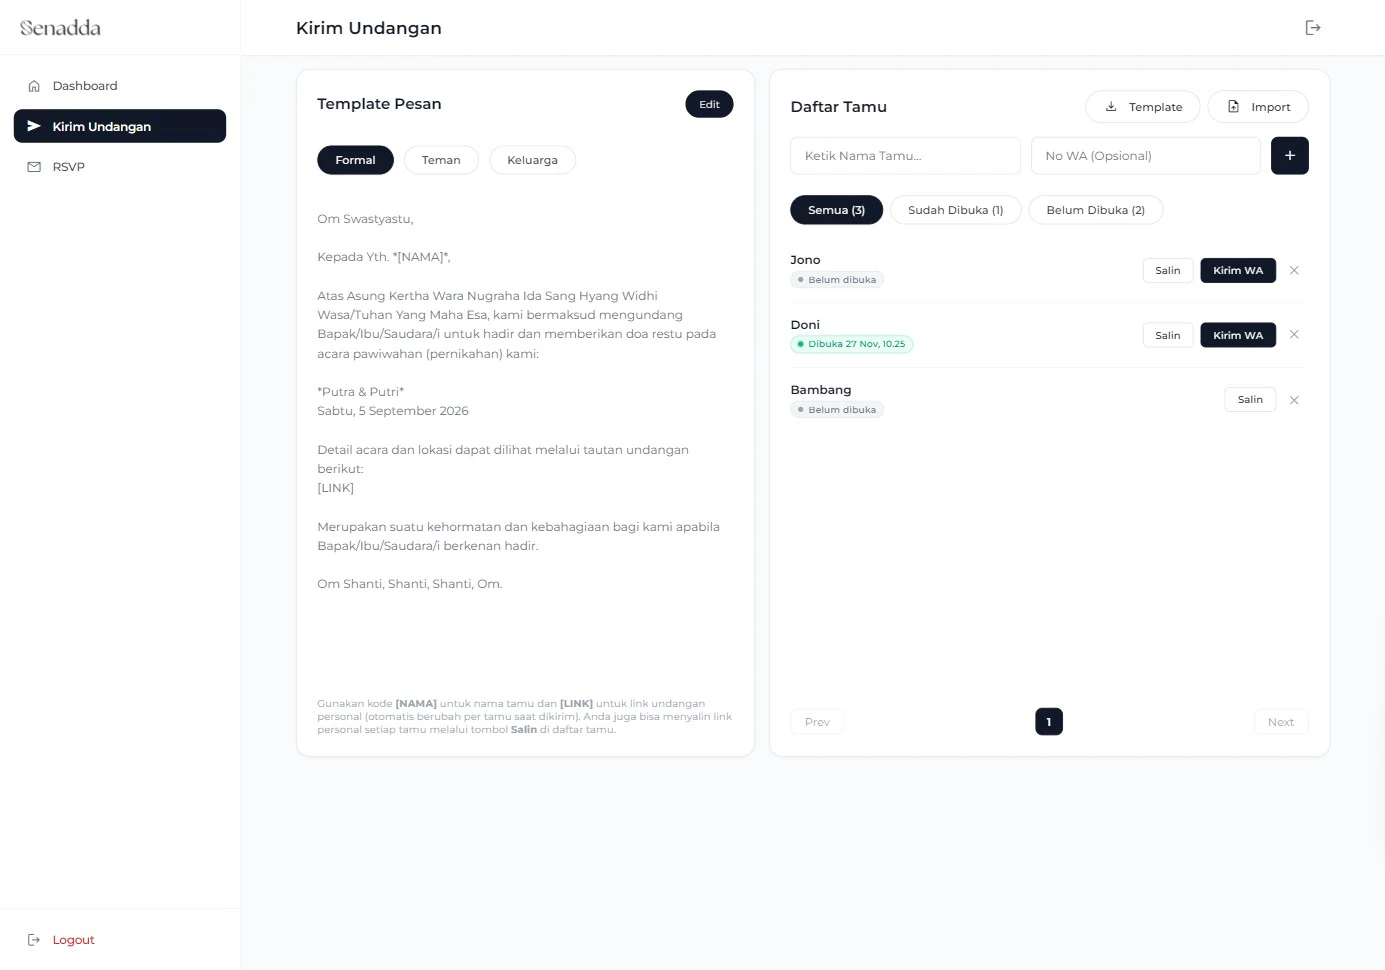 Senadda
Kirim Undangan
Dashboard
Kirim Undangan
RSVP
Logout
Template Pesan
Edit
Formal
Teman
Keluarga
Om Swastyastu,
Kepada Yth. *[NAMA]*,
Atas Asung Kertha Wara Nugraha Ida Sang Hyang Widhi
Wasa/Tuhan Yang Maha Esa, kami bermaksud mengundang
Bapak/Ibu/Saudara/i untuk hadir dan memberikan doa restu pada
acara pawiwahan (pernikahan) kami:
*Putra & Putri*
Sabtu, 5 September 2026
Detail acara dan lokasi dapat dilihat melalui tautan undangan
berikut:
[LINK]
Merupakan suatu kehormatan dan kebahagiaan bagi kami apabila
Bapak/Ibu/Saudara/i berkenan hadir.
Om Shanti, Shanti, Shanti, Om.
Gunakan kode [NAMA] untuk nama tamu dan [LINK] untuk link undangan
personal (otomatis berubah per tamu saat dikirim). Anda juga bisa menyalin link
personal setiap tamu melalui tombol Salin di daftar tamu.
Daftar Tamu
Template
Import
Ketik Nama Tamu...
No WA (Opsional)
+
Semua (3)
Sudah Dibuka (1)
Belum Dibuka (2)
Jono
Belum dibuka
Salin
Kirim WA
Doni
Dibuka 27 Nov, 10.25
Salin
Kirim WA
Bambang
Belum dibuka
Salin
Prev
1
Next